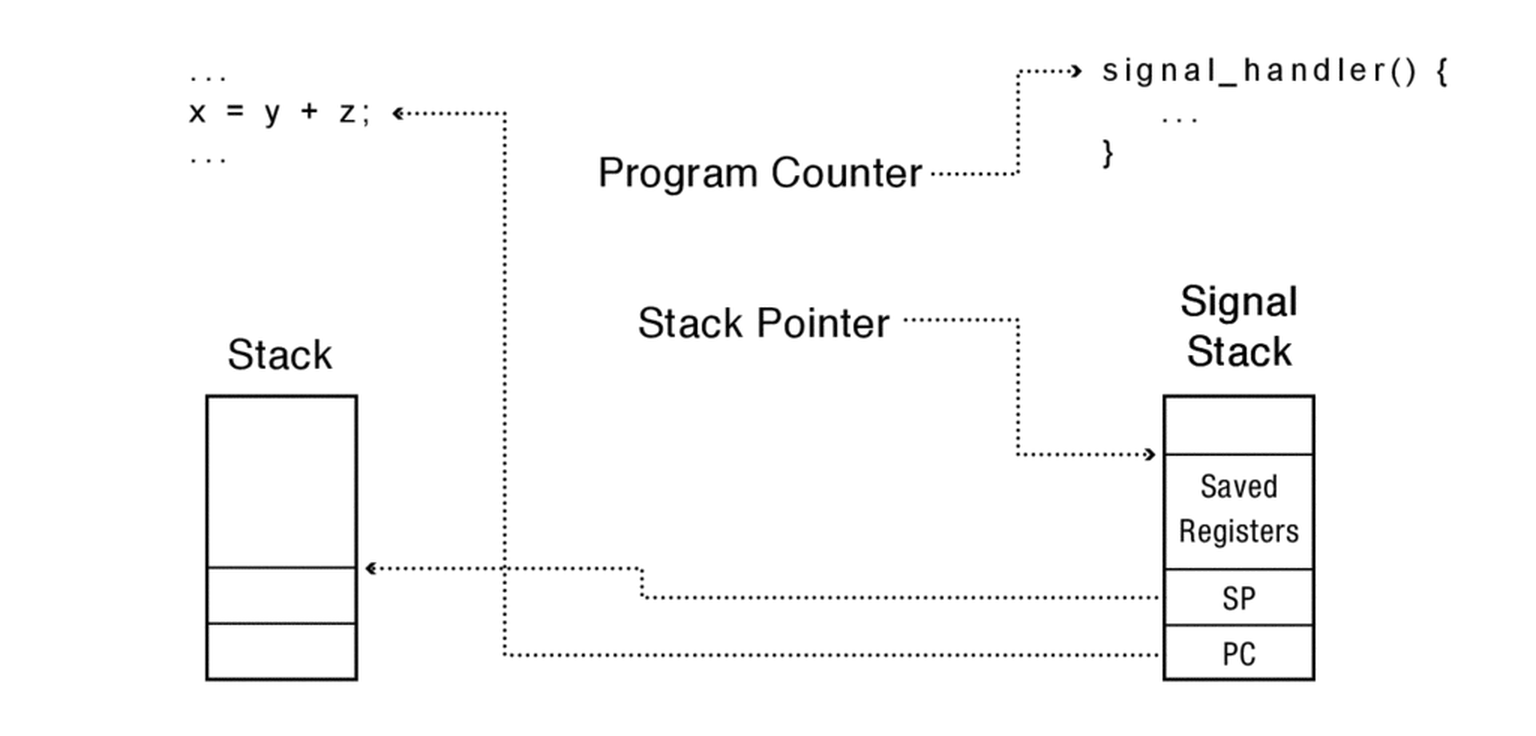 ...
x = y + z;
...
signal_handler() {
...
}
Program Counter
Stack Pointer
Stack
Signal
Stack
Saved
Registers
SP
PC